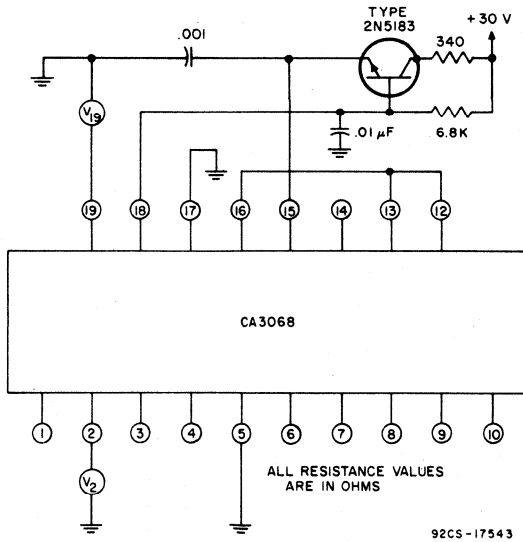 TYPE
2N5183
+30 V
.001
340
V19
.01 µF
6.8K
19
18
17
16
15
14
13
12
CA3068
1
2
3
4
5
6
7
8
9
10
V2
ALL RESISTANCE VALUES
ARE IN OHMS
92CS-17543